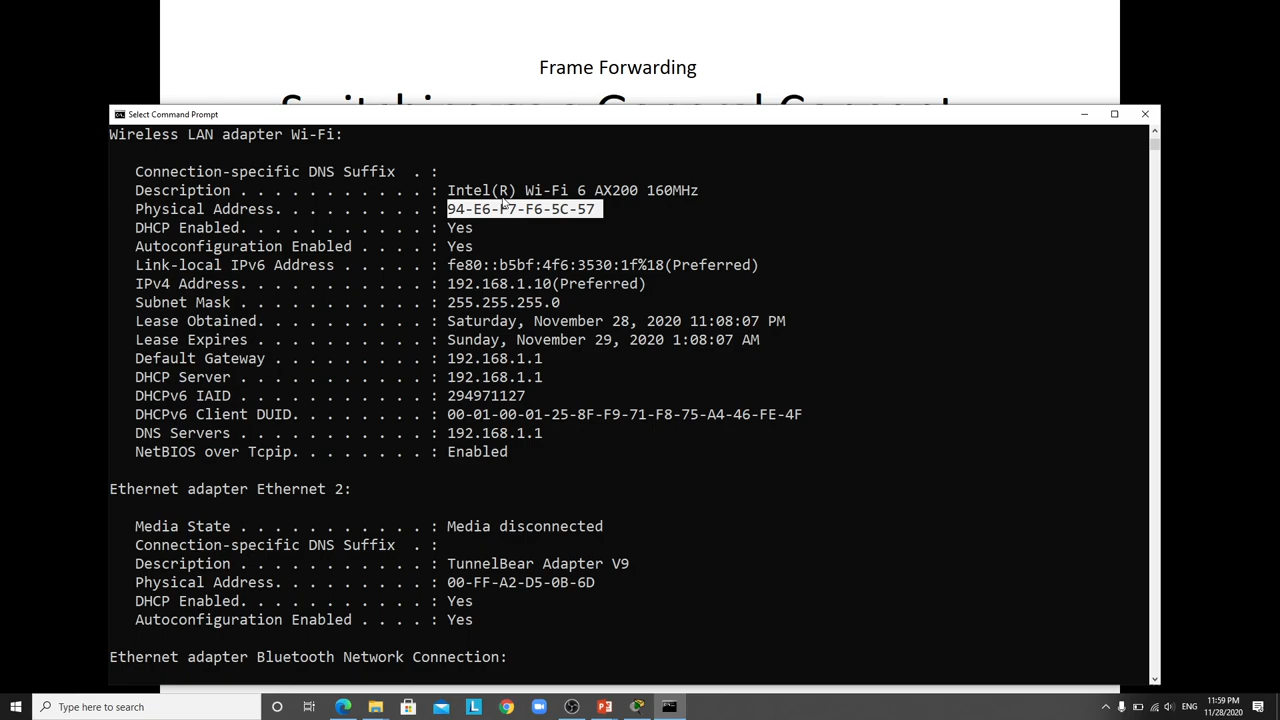 Frame Forwarding
Select Command Prompt
Wireless LAN adapter Wi-Fi:
Connection-specific DNS Suffix . :
Description . . . . . . . . . . . : Intel(R) Wi-Fi 6 AX200 160MHz
Physical Address. . . . . . . . . : 94-E6-F7-F6-5C-57
DHCP Enabled. . . . . . . . . . . : Yes
Autoconfiguration Enabled . . . . : Yes
Link-local IPv6 Address . . . . . : fe80::b5bf:4f6:3530:1f%18(Preferred)
IPv4 Address. . . . . . . . . . . : 192.168.1.10(Preferred)
Subnet Mask . . . . . . . . . . . : 255.255.255.0
Lease Obtained. . . . . . . . . . : Saturday, November 28, 2020 11:08:07 PM
Lease Expires . . . . . . . . . . : Sunday, November 29, 2020 1:08:07 AM
Default Gateway . . . . . . . . . : 192.168.1.1
DHCP Server . . . . . . . . . . . : 192.168.1.1
DHCPv6 IAID . . . . . . . . . . . : 294971127
DHCPv6 Client DUID. . . . . . . . : 00-01-00-01-25-8F-F9-71-F8-75-A4-46-FE-4F
DNS Servers . . . . . . . . . . . : 192.168.1.1
NetBIOS over Tcpip. . . . . . . . : Enabled
Ethernet adapter Ethernet 2:
Media State . . . . . . . . . . . : Media disconnected
Connection-specific DNS Suffix . :
Description . . . . . . . . . . . : TunnelBear Adapter V9
Physical Address. . . . . . . . . : 00-FF-A2-D5-0B-6D
DHCP Enabled. . . . . . . . . . . : Yes
Autoconfiguration Enabled . . . . : Yes
Ethernet adapter Bluetooth Network Connection:
Type here to search
ENG
11:59 PM
11/28/2020